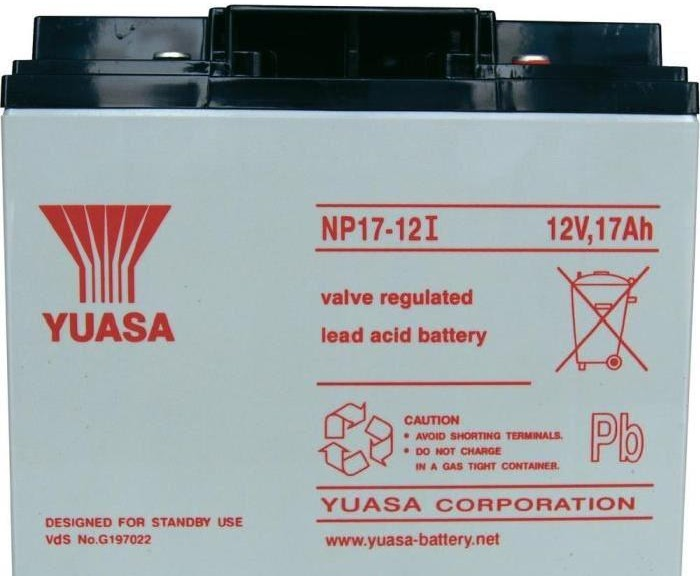 YUASA
NP17-12I 12V,17Ah
valve regulated
lead acid battery
CAUTION
• AVOID SHORTING TERMINALS.
• DO NOT CHARGE
IN A GAS TIGHT CONTAINER.
Pb
YUASA CORPORATION
www.yuasa-battery.net
DESIGNED FOR STANDBY USE
VdS No.G197022